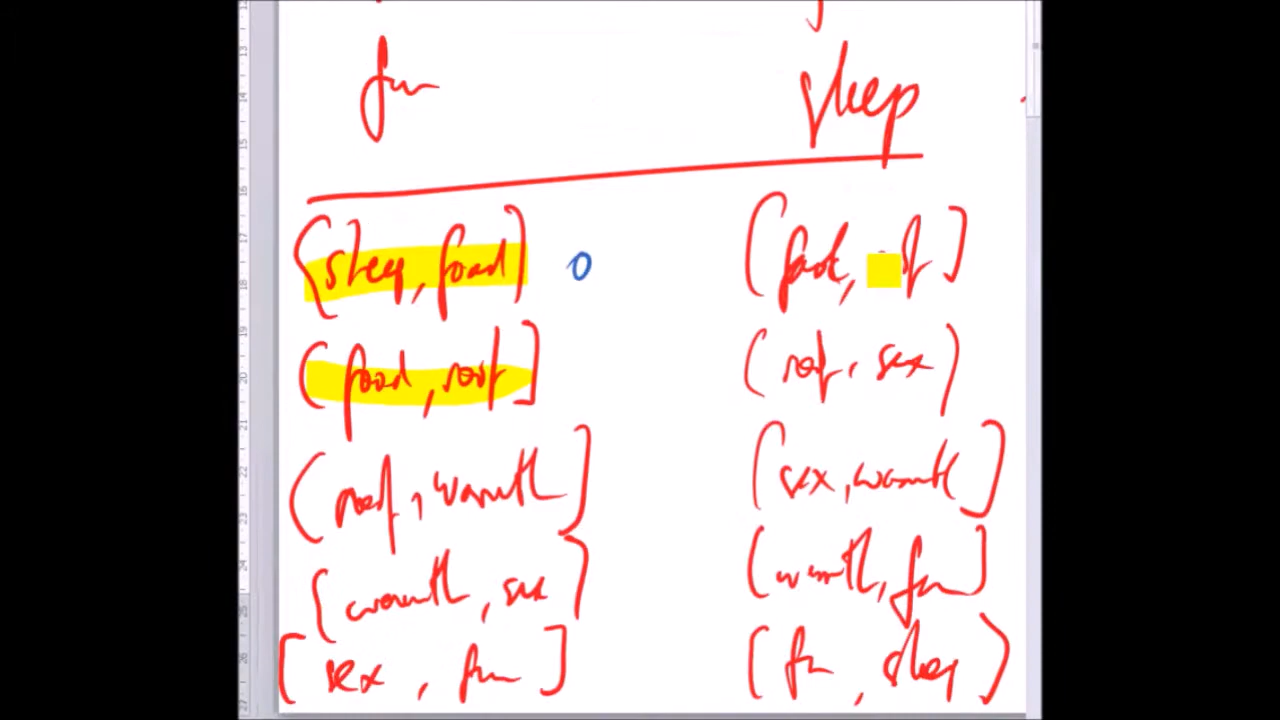 fun sleep
{sleep, food} 0 (food, roof]
(food, roof] (roof, sex)
(roof, warmth} (sex, warmth]
{warmth, sex} (warmth, fun]
[sex, fun] (fun, sleep)